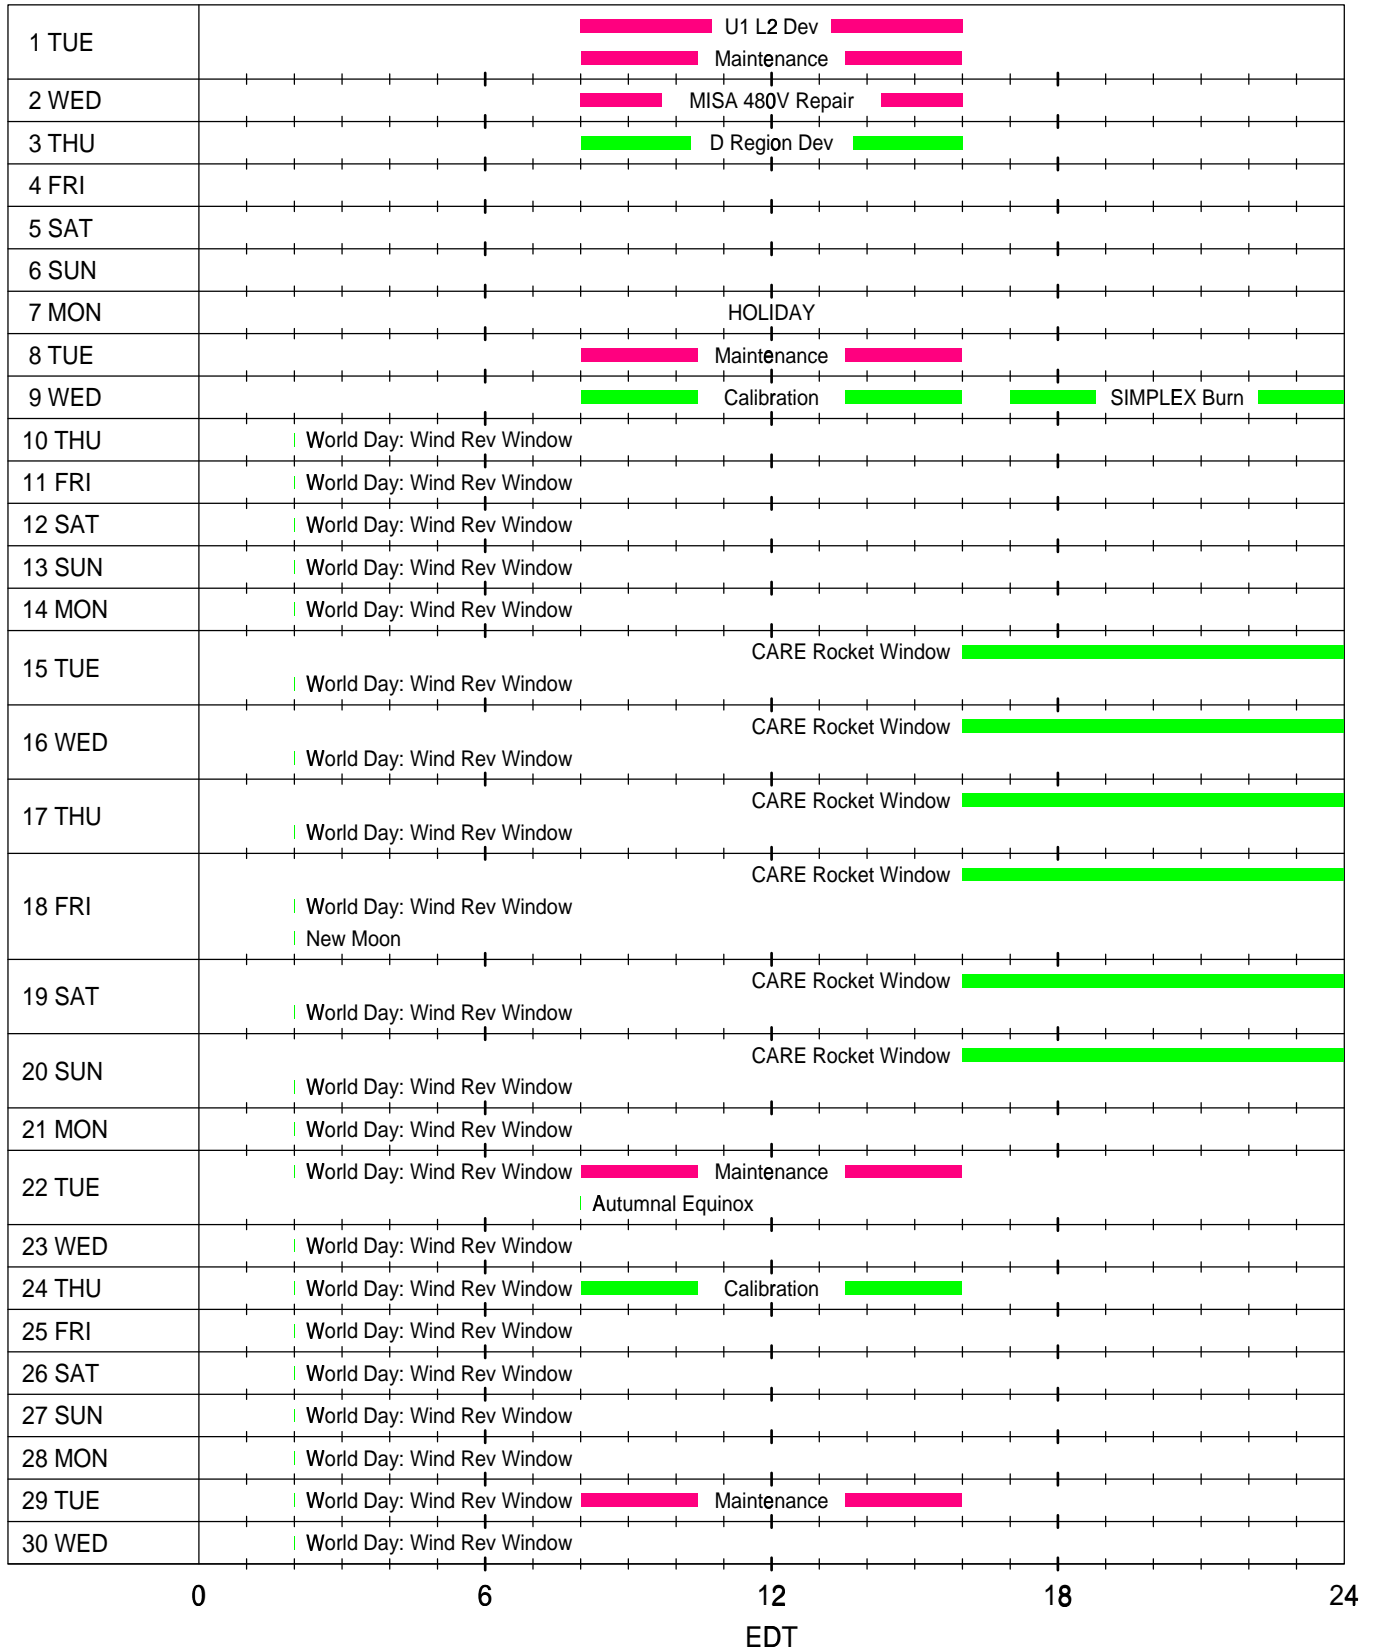 1 TUE U1 L2 Dev
Maintenance
2 WED MISA 480V Repair
3 THU D Region Dev
4 FRI
5 SAT
6 SUN
7 MON HOLIDAY
8 TUE Maintenance
9 WED Calibration SIMPLEX Burn
10 THU World Day: Wind Rev Window
11 FRI World Day: Wind Rev Window
12 SAT World Day: Wind Rev Window
13 SUN World Day: Wind Rev Window
14 MON World Day: Wind Rev Window
15 TUE CARE Rocket Window
World Day: Wind Rev Window
16 WED CARE Rocket Window
World Day: Wind Rev Window
17 THU CARE Rocket Window
World Day: Wind Rev Window
18 FRI CARE Rocket Window
World Day: Wind Rev Window
New Moon
19 SAT CARE Rocket Window
World Day: Wind Rev Window
20 SUN CARE Rocket Window
World Day: Wind Rev Window
21 MON World Day: Wind Rev Window
22 TUE World Day: Wind Rev Window Maintenance
Autumnal Equinox
23 WED World Day: Wind Rev Window
24 THU World Day: Wind Rev Window Calibration
25 FRI World Day: Wind Rev Window
26 SAT World Day: Wind Rev Window
27 SUN World Day: Wind Rev Window
28 MON World Day: Wind Rev Window
29 TUE World Day: Wind Rev Window Maintenance
30 WED World Day: Wind Rev Window
0 6 12 18 24
EDT